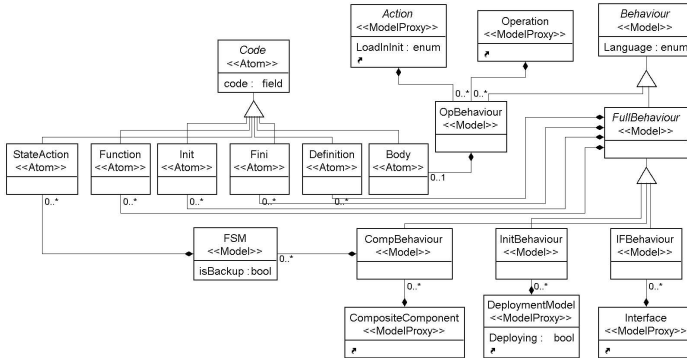 Action
<<ModelProxy>>
LoadInInit : enum
Operation
<<ModelProxy>>
Behaviour
<<Model>>
Language : enum
Code
<<Atom>>
code : field
0..* 0..*
OpBehaviour
<<Model>>
FullBehaviour
<<Model>>
StateAction
<<Atom>>
Function
<<Atom>>
Init
<<Atom>>
Fini
<<Atom>>
Definition
<<Atom>>
Body
<<Atom>>
0..1
0..*
0..*
0..*
0..*
0..*
FSM
<<Model>>
isBackup : bool
0..*
CompBehaviour
<<Model>>
InitBehaviour
<<Model>>
IFBehaviour
<<Model>>
0..*
0..*
0..*
CompositeComponent
<<ModelProxy>>
DeploymentModel
<<ModelProxy>>
Deploying : bool
Interface
<<ModelProxy>>